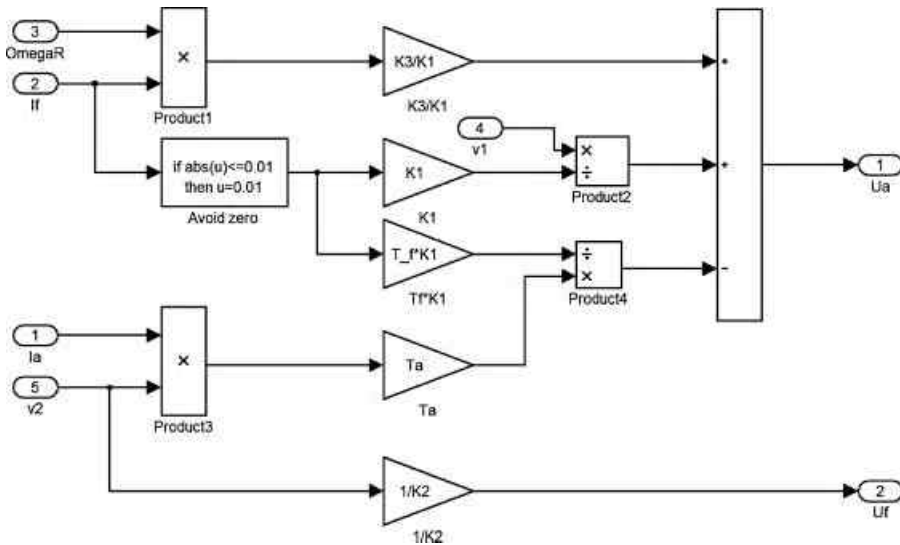 3
OmegaR
2
If
×
Product1
K3/K1
K3/K1
+
if abs(u)<=0.01
then u=0.01
Avoid zero
K1
K1
4
v1
×
÷
Product2
+
1
Ua
T_f*K1
Tf*K1
÷
×
Product4
−
1
Ia
5
v2
×
Product3
Ta
Ta
1/K2
1/K2
2
Uf